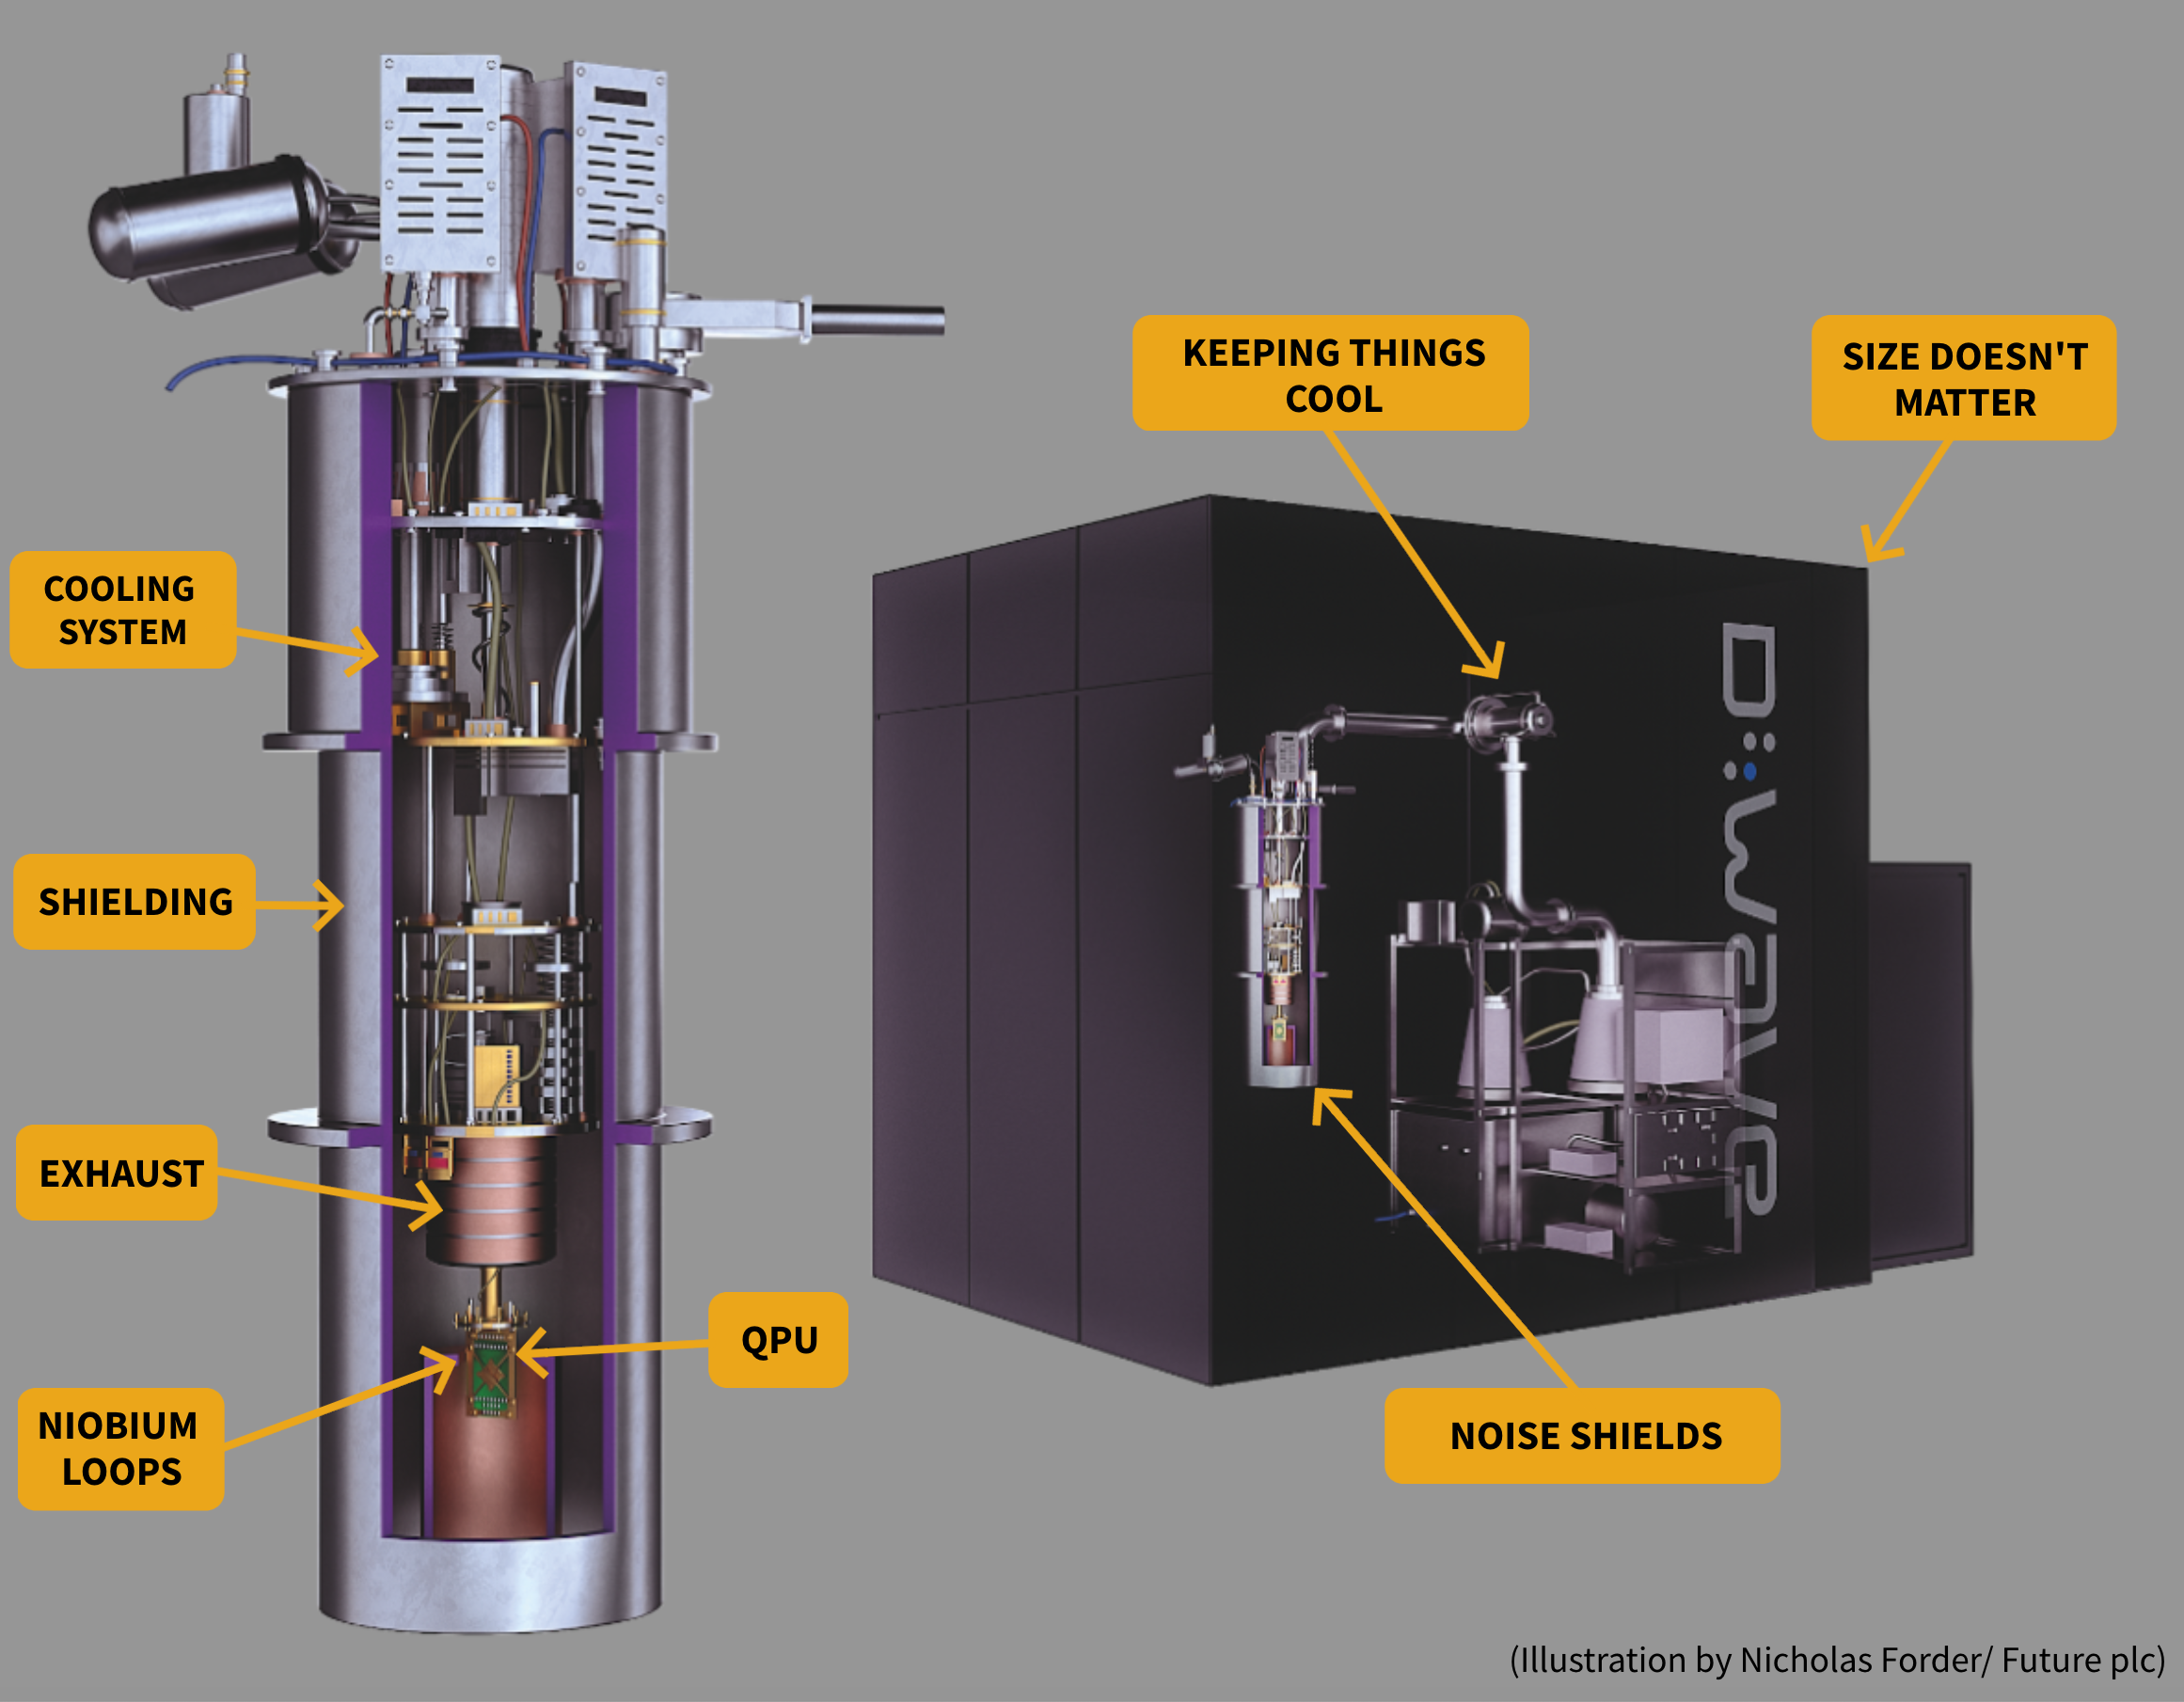 KEEPING THINGS
COOL
SIZE DOESN'T
MATTER
COOLING
SYSTEM
SHIELDING
EXHAUST
QPU
NIOBIUM
LOOPS
D:Wave
NOISE SHIELDS
(Illustration by Nicholas Forder/ Future plc)